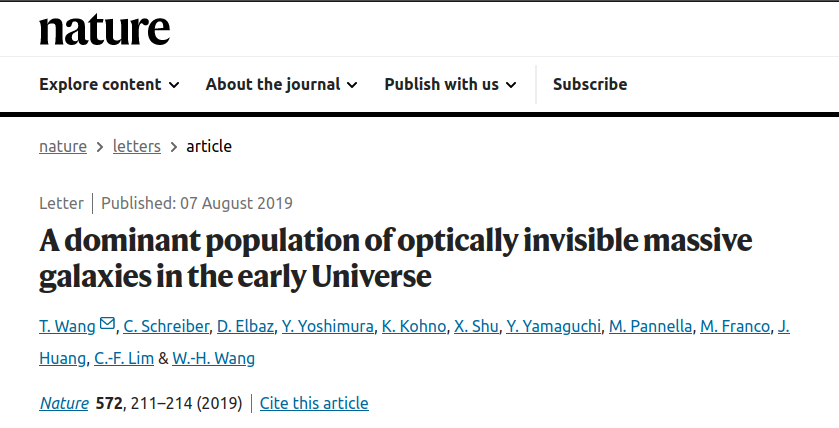 nature
Explore content About the journal Publish with us Subscribe
nature > letters > article
Letter | Published: 07 August 2019
A dominant population of optically invisible massive
galaxies in the early Universe
T. Wang, C. Schreiber, D. Elbaz, Y. Yoshimura, K. Kohno, X. Shu, Y. Yamaguchi, M. Pannella, M. Franco, J.
Huang, C.-F. Lim & W.-H. Wang
Nature 572, 211–214 (2019) | Cite this article